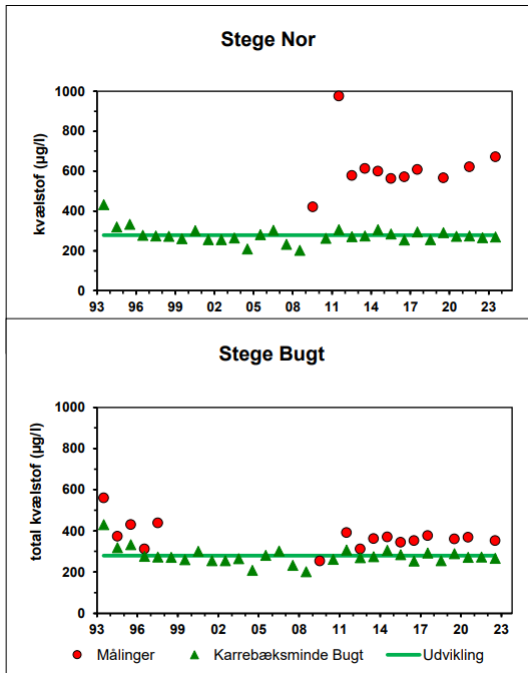 Stege Nor
kvælstof (µg/l)
1000
800
600
400
200
0
93 96 99 02 05 08 11 14 17 20 23
Stege Bugt
total kvælstof (µg/l)
1000
800
600
400
200
0
93 96 99 02 05 08 11 14 17 20 23
Målinger Karrebæksminde Bugt Udvikling